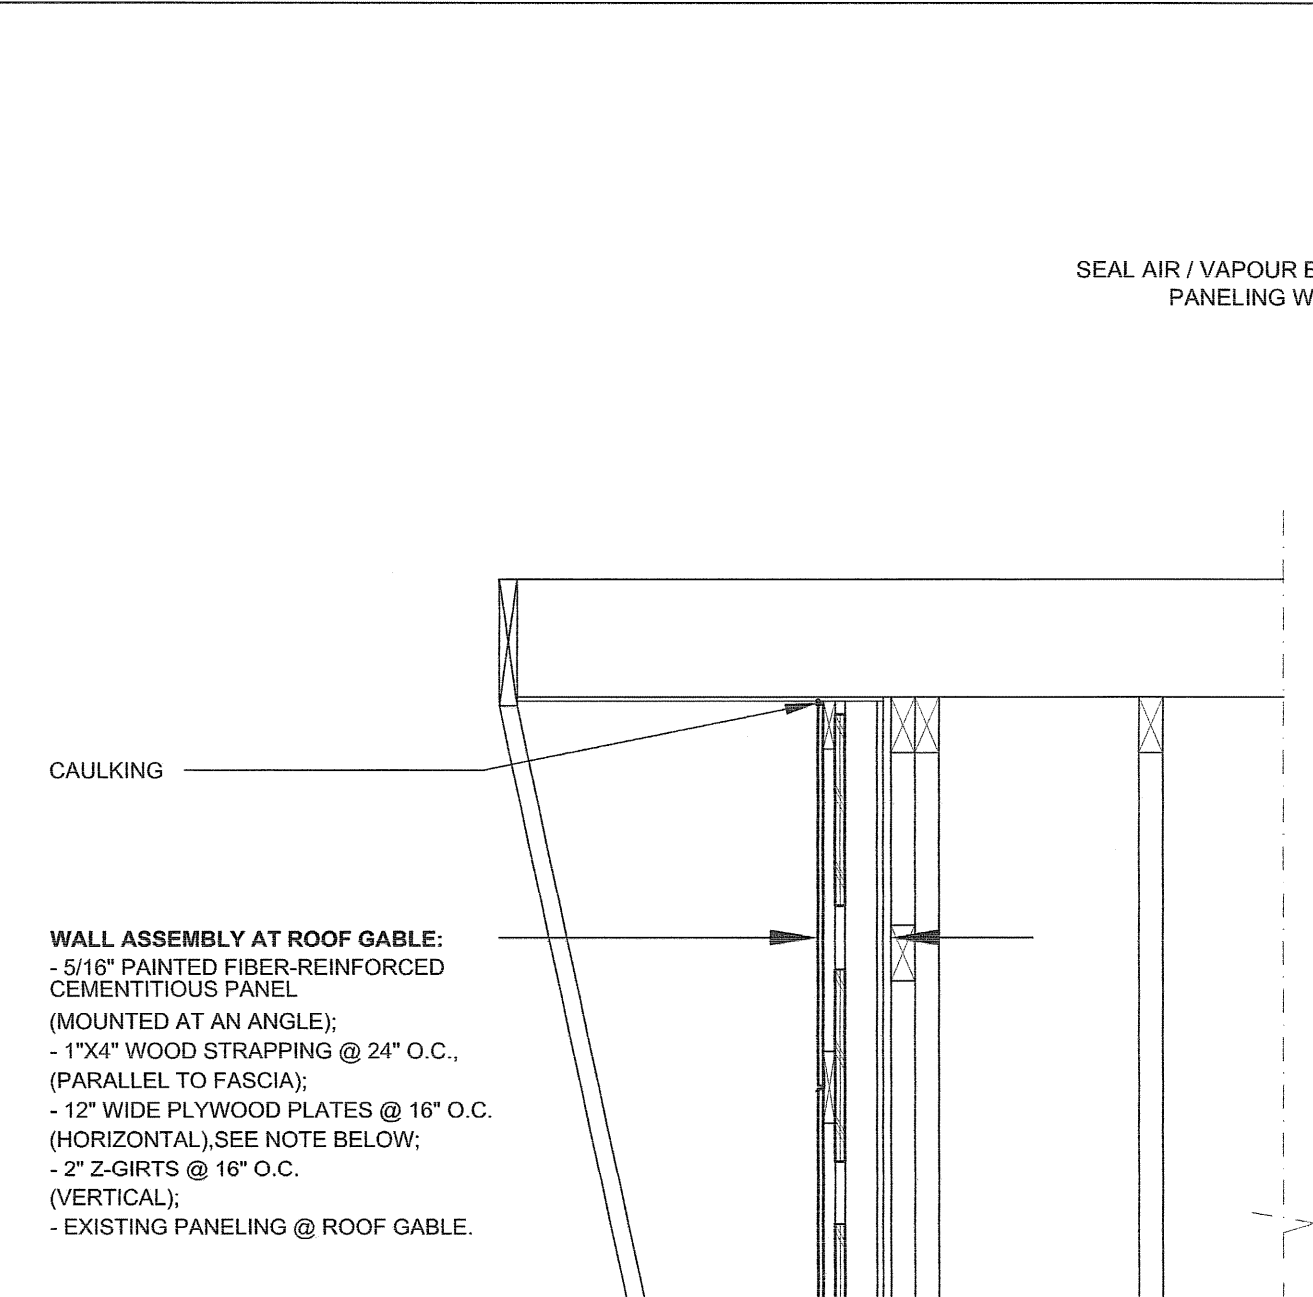 SEAL AIR / VAPOUR
PANELING
CAULKING
WALL ASSEMBLY AT ROOF GABLE:
- 5/16" PAINTED FIBER-REINFORCED
CEMENTITIOUS PANEL
(MOUNTED AT AN ANGLE);
- 1"X4" WOOD STRAPPING @ 24" O.C.,
(PARALLEL TO FASCIA);
- 12" WIDE PLYWOOD PLATES @ 16" O.C.
(HORIZONTAL),SEE NOTE BELOW;
- 2" Z-GIRTS @ 16" O.C.
(VERTICAL);
- EXISTING PANELING @ ROOF GABLE.